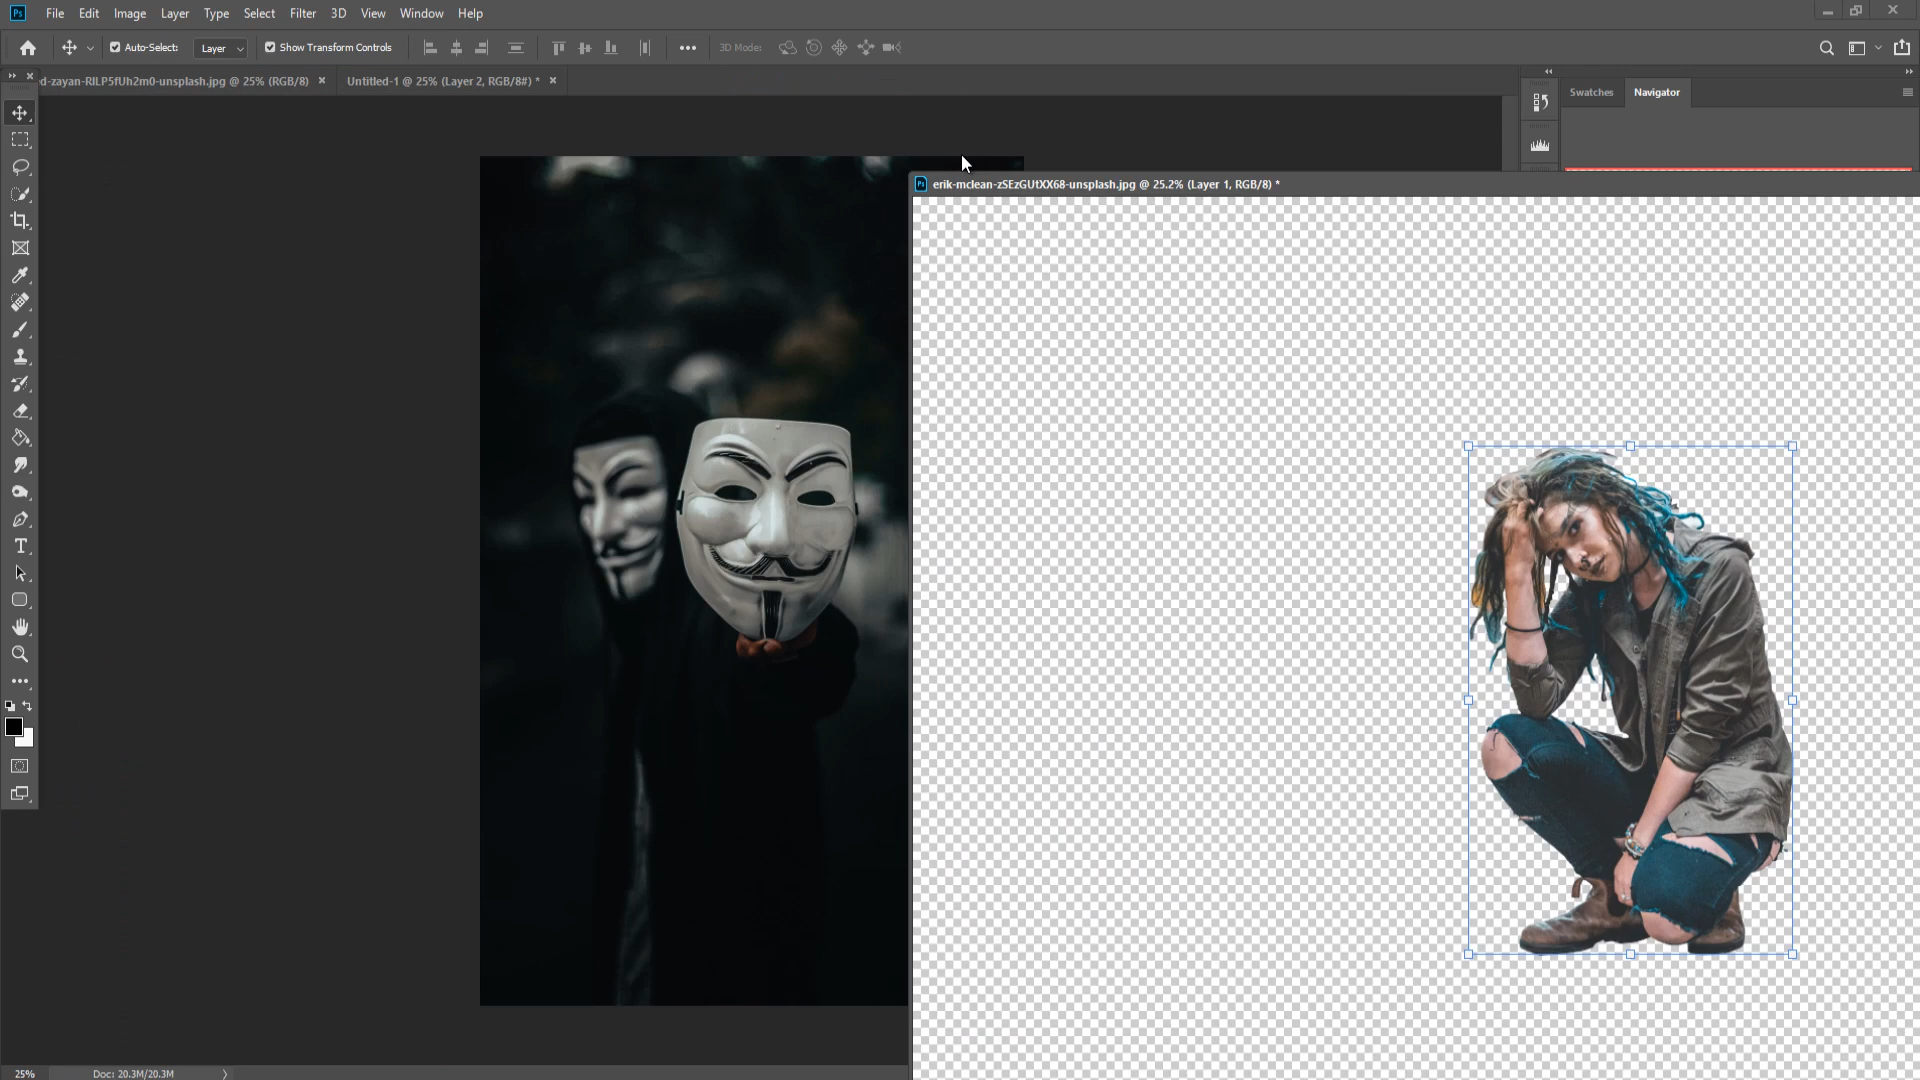 Ps File Edit Image Layer Type Select Filter 3D View Window Help
Auto-Select: Layer Show Transform Controls 3D Mode:
d-zayan-RILP5fUh2m0-unsplash.jpg @ 25% (RGB/8) × Untitled-1 @ 25% (Layer 2, RGB/8#) * ×
Swatches Navigator
Ps erik-mclean-zSEzGUtXX68-unsplash.jpg @ 25.2% (Layer 1, RGB/8) *
25% Doc: 20.3M/20.3M